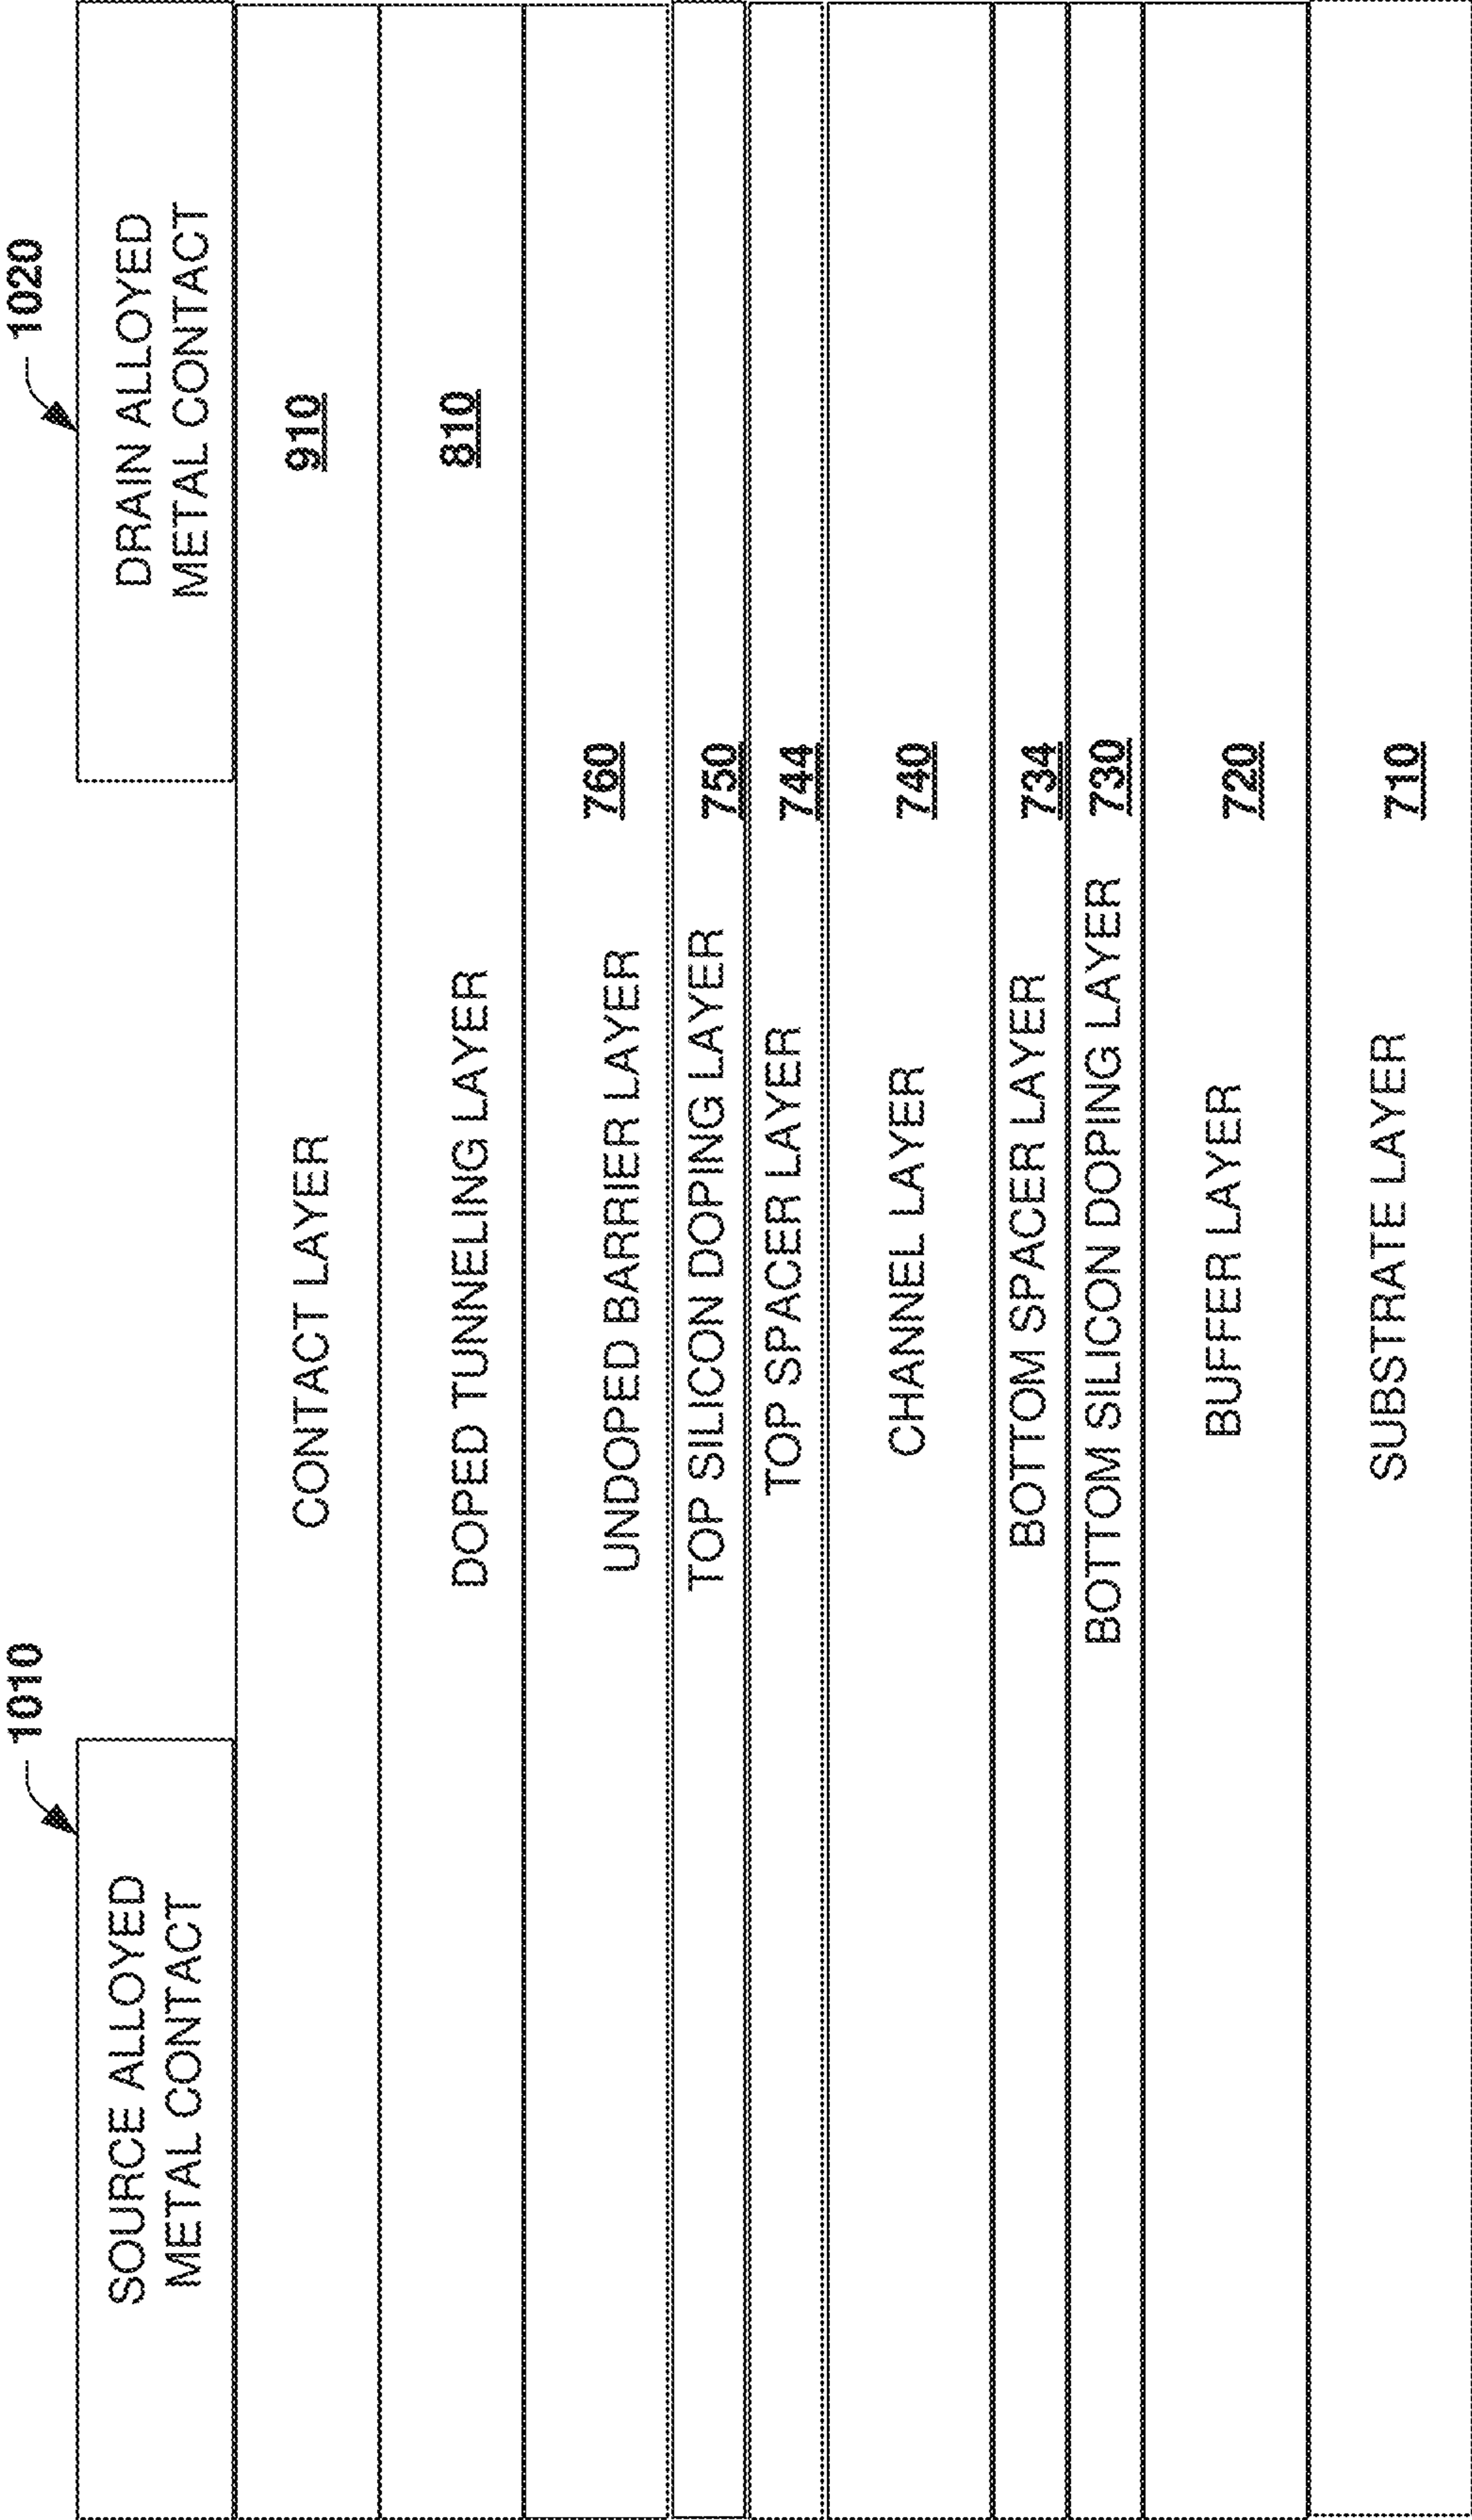 1010
1020
SOURCE ALLOYED
METAL CONTACT
DRAIN ALLOYED
METAL CONTACT
CONTACT LAYER 910
DOPED TUNNELING LAYER 810
UNDOPED BARRIER LAYER 760
TOP SILICON DOPING LAYER 750
TOP SPACER LAYER 744
CHANNEL LAYER 740
BOTTOM SPACER LAYER 734
BOTTOM SILICON DOPING LAYER 730
BUFFER LAYER 720
SUBSTRATE LAYER 710